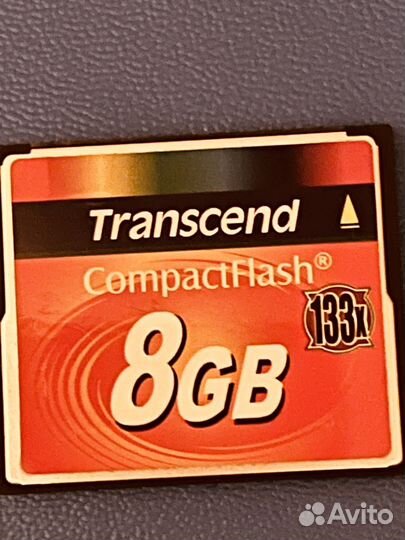 Transcend
CompactFlash®
133x
8GB
Avito